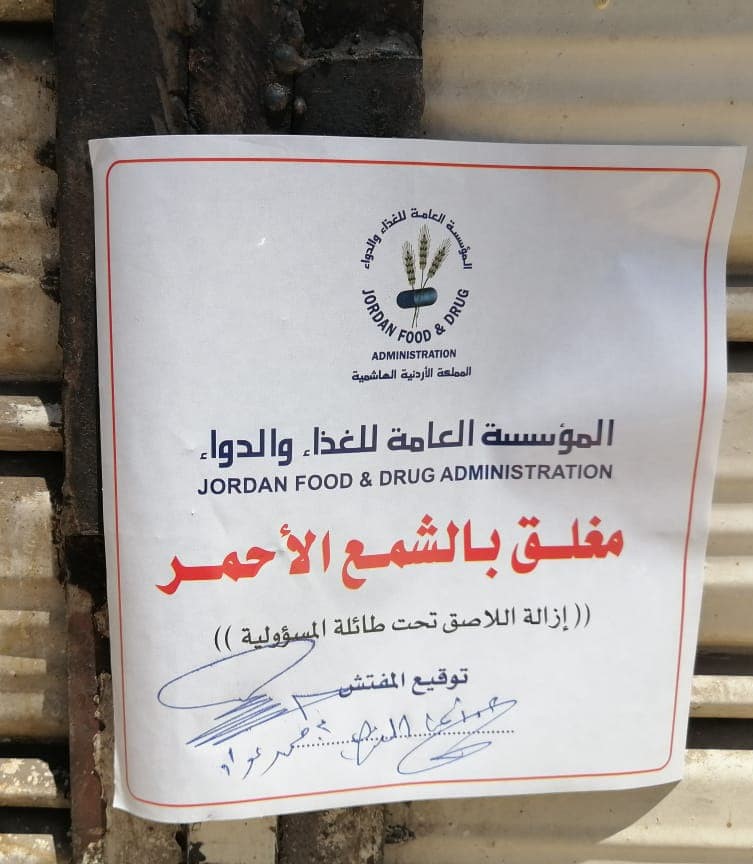 المؤسسة العامة للغذاء والدواء
JORDAN FOOD & DRUG
ADMINISTRATION
المملكة الأردنية الهاشمية
المؤسسة العامة للغذاء والدواء
JORDAN FOOD & DRUG ADMINISTRATION
مغلق بالشمع الأحمر
(( إزالة اللاصق تحت طائلة المسؤولية ))
توقيع المفتش